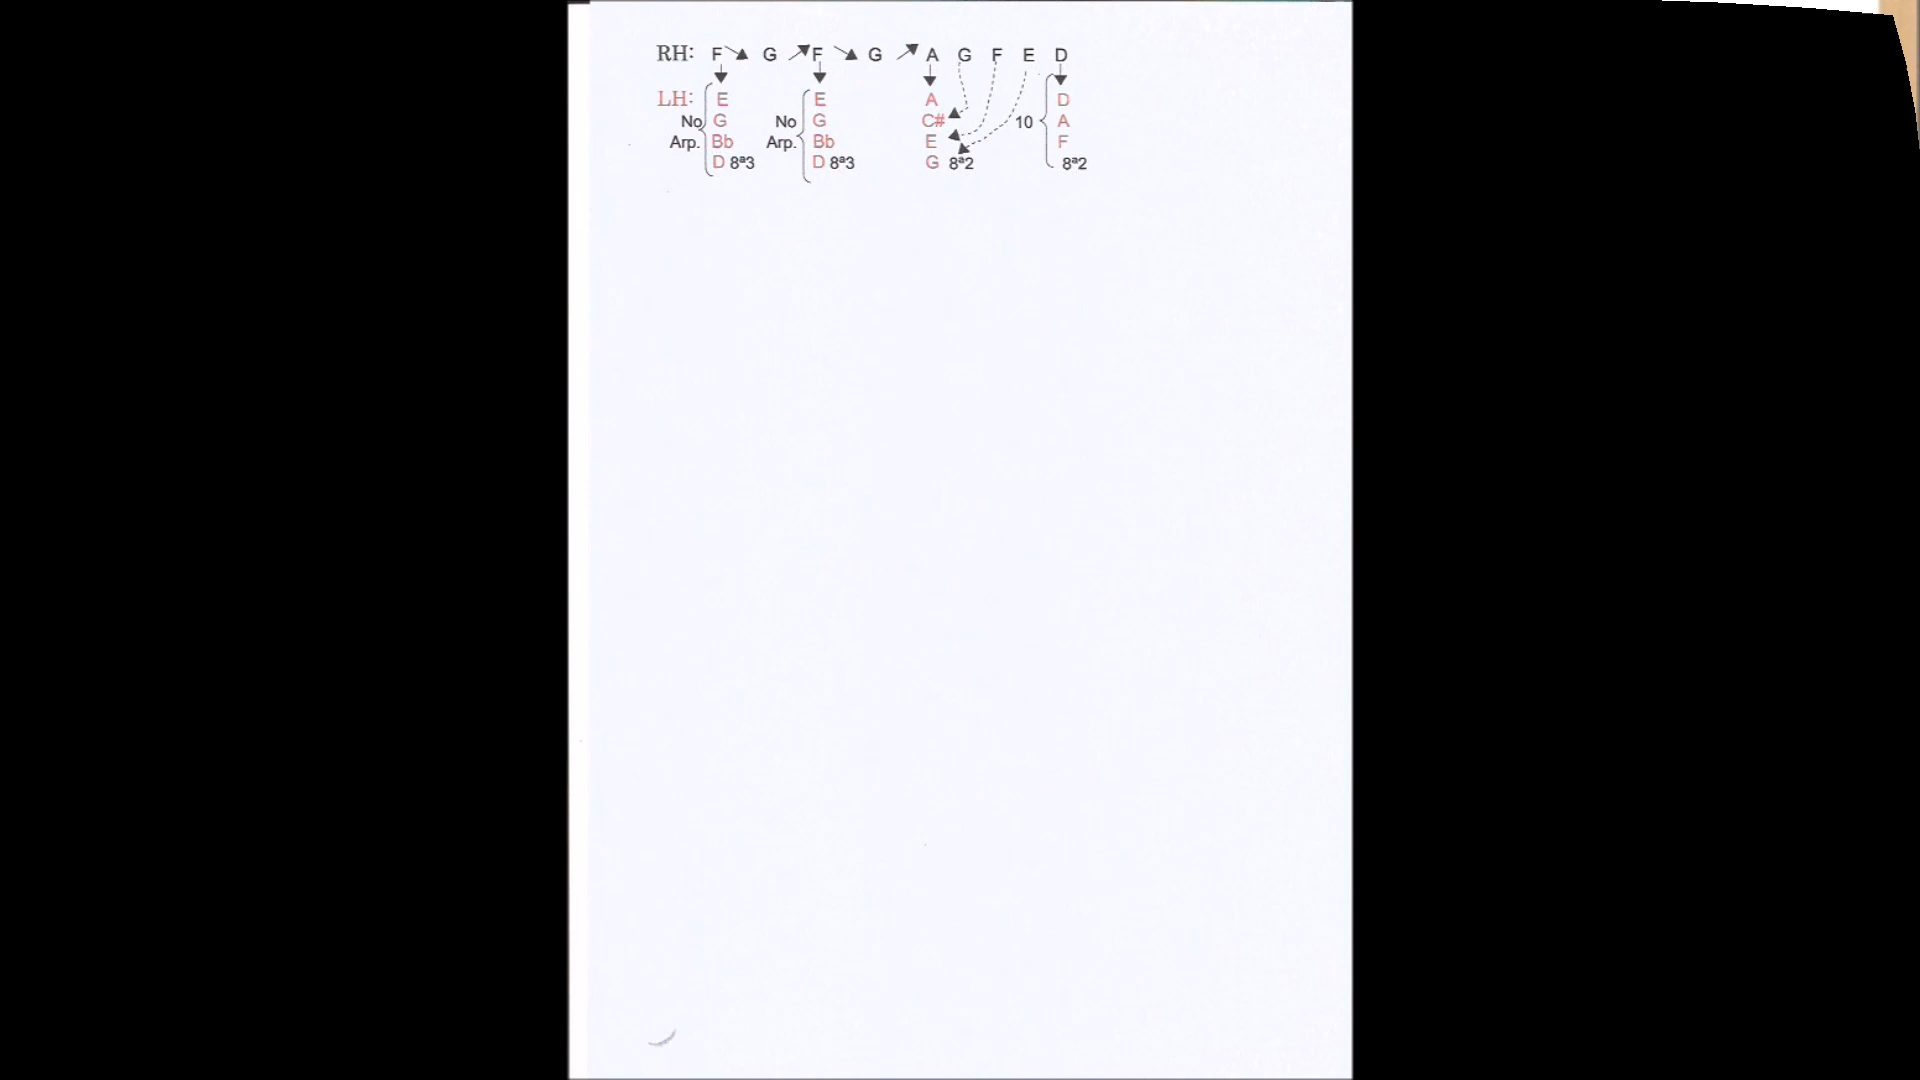 RH: F G F G A G F E D
LH: E E A D
No G No G C# 10 A
Arp. Bb Arp. Bb E F
D 8ª3 D 8ª3 G 8ª2 8ª2